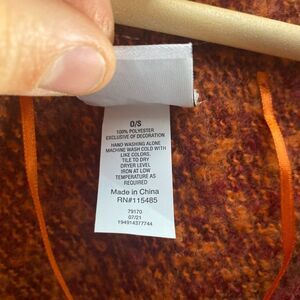 O/S
100% POLYESTER
EXCLUSIVE OF DECORATION
HAND WASHING ALONE
MACHINE WASH COLD WITH
LIKE COLORS.
TILE TO DRY
DRYER LEVEL
IRON AT LOW
TEMPERATURE AS
REQUIRED
Made in China
RN#115485
79170
07/21
194914377744